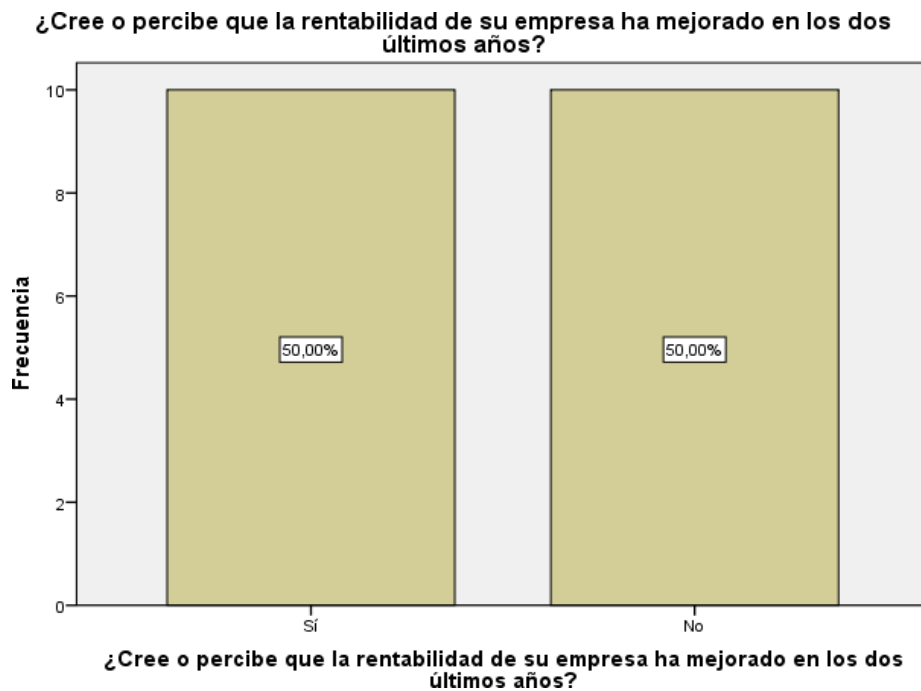 ¿Cree o percibe que la rentabilidad de su empresa ha mejorado en los dos
últimos años?
10
8
6
4
2
0
Frecuencia
50,00%
50,00%
Sí
No
¿Cree o percibe que la rentabilidad de su empresa ha mejorado en los dos
últimos años?